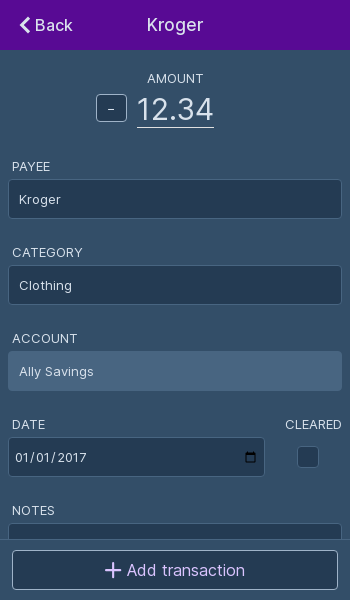 Back
Kroger
AMOUNT
- 12.34
PAYEE
Kroger
CATEGORY
Clothing
ACCOUNT
Ally Savings
DATE
CLEARED
01/01/2017
NOTES
+ Add transaction